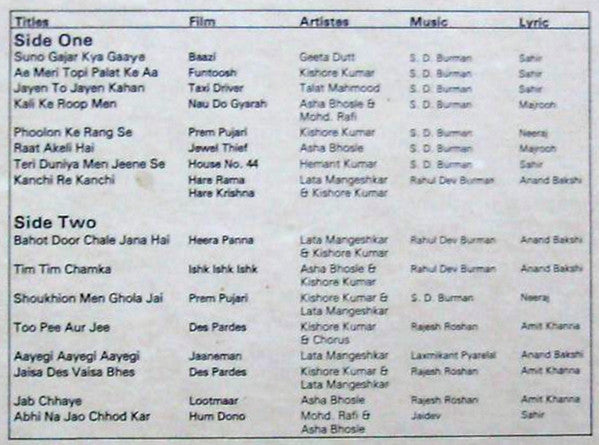 Titles Film Artistes Music Lyric
Side One
Suno Gajar Kya Gaaye Baazi Geeta Dutt S. D. Burman Sahir
Ae Meri Topi Palat Ke Aa Funtoosh Kishore Kumar S. D. Burman Sahir
Jayen To Jayen Kahan Taxi Driver Talat Mahmood S. D. Burman Sahir
Kali Ke Roop Men Nau Do Gyarah Asha Bhosle & S. D. Burman Majrooh
Mohd. Rafi
Phoolon Ke Rang Se Prem Pujari Kishore Kumar S. D. Burman Neeraj
Raat Akeli Hai Jewel Thief Asha Bhosle S. D. Burman Majrooh
Teri Duniya Men Jeene Se House No. 44 Hemant Kumar S. D. Burman Sahir
Kanchi Re Kanchi Hare Rama Lata Mangeshkar Rahul Dev Burman Anand Bakshi
Hare Krishna & Kishore Kumar
Side Two
Bahot Door Chale Jana Hai Heera Panna Lata Mangeshkar Rahul Dev Burman Anand Bakshi
& Kishore Kumar
Tim Tim Chamka Ishk Ishk Ishk Asha Bhosle & Rahul Dev Burman Anand Bakshi
Kishore Kumar
Shoukhion Men Ghola Jai Prem Pujari Kishore Kumar & S. D. Burman Neeraj
Lata Mangeshkar
Too Pee Aur Jee Des Pardes Kishore Kumar Rajesh Roshan Amit Khanna
& Chorus
Aayegi Aayegi Aayegi Jaaneman Lata Mangeshkar Laxmikant Pyarelal Anand Bakshi
Jaisa Des Vaisa Bhes Des Pardes Kishore Kumar & Rajesh Roshan Amit Khanna
Lata Mangeshkar
Jab Chhaye Lootmaar Asha Bhosle Rajesh Roshan Amit Khanna
Abhi Na Jao Chhod Kar Hum Dono Mohd. Rafi & Jaidev Sahir
Asha Bhosle